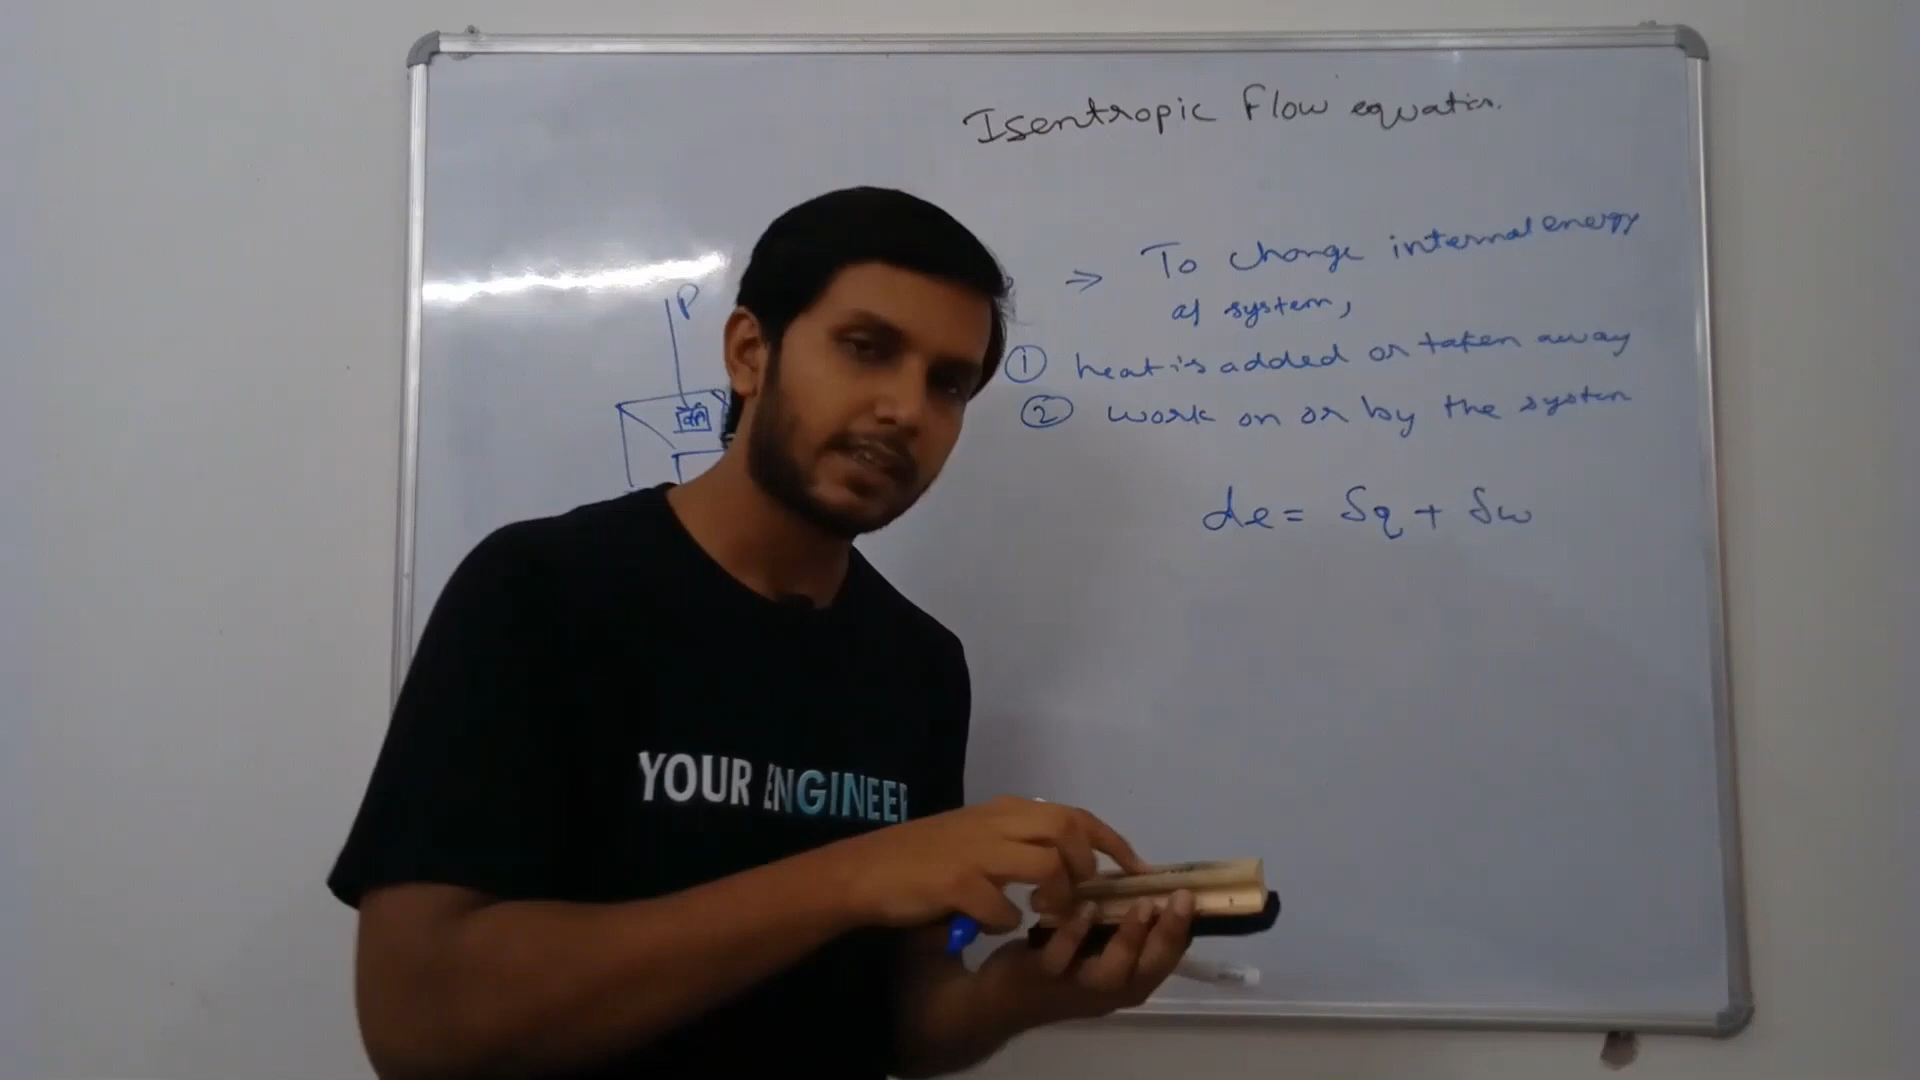 Isentropic Flow equation.
⇒ To change internal energy
of system,
① heat is added or taken away
② work on or by the system
de = δq + δw
P
dA
YOUR ENGINEER